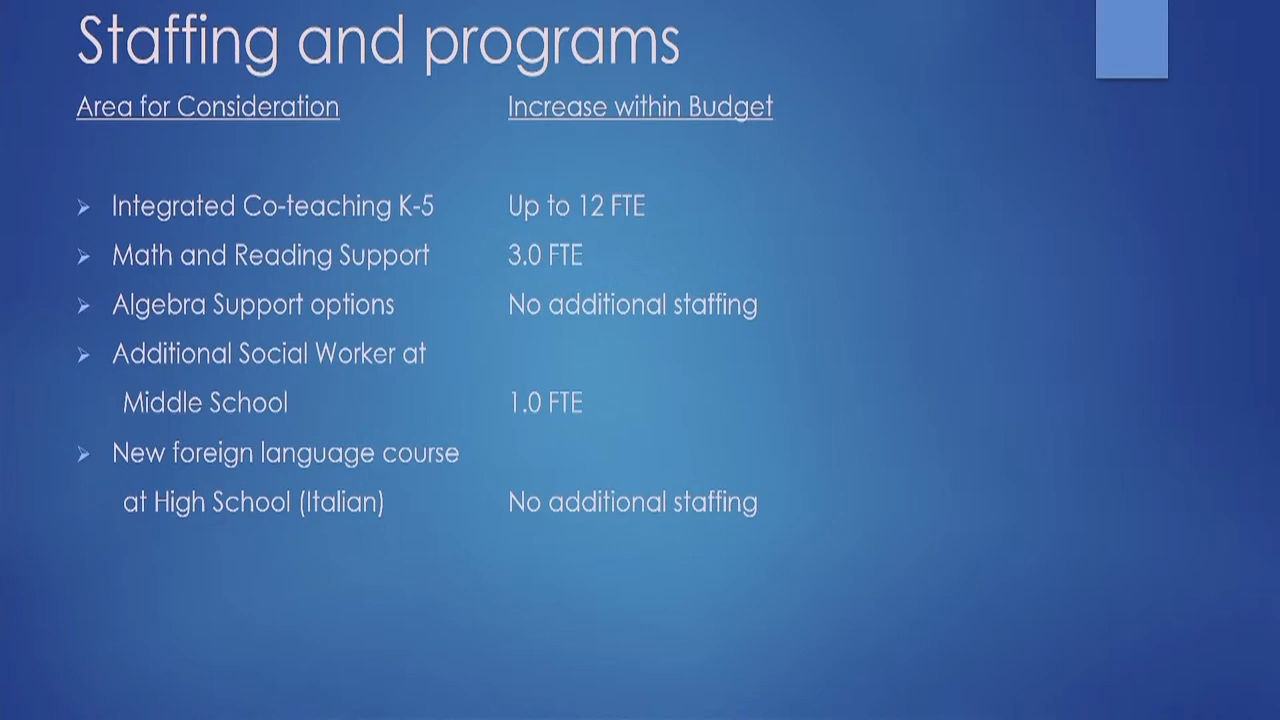 Staffing and programs
Area for Consideration Increase within Budget
Integrated Co-teaching K-5 Up to 12 FTE
Math and Reading Support 3.0 FTE
Algebra Support options No additional staffing
Additional Social Worker at
Middle School 1.0 FTE
New foreign language course
at High School (Italian) No additional staffing